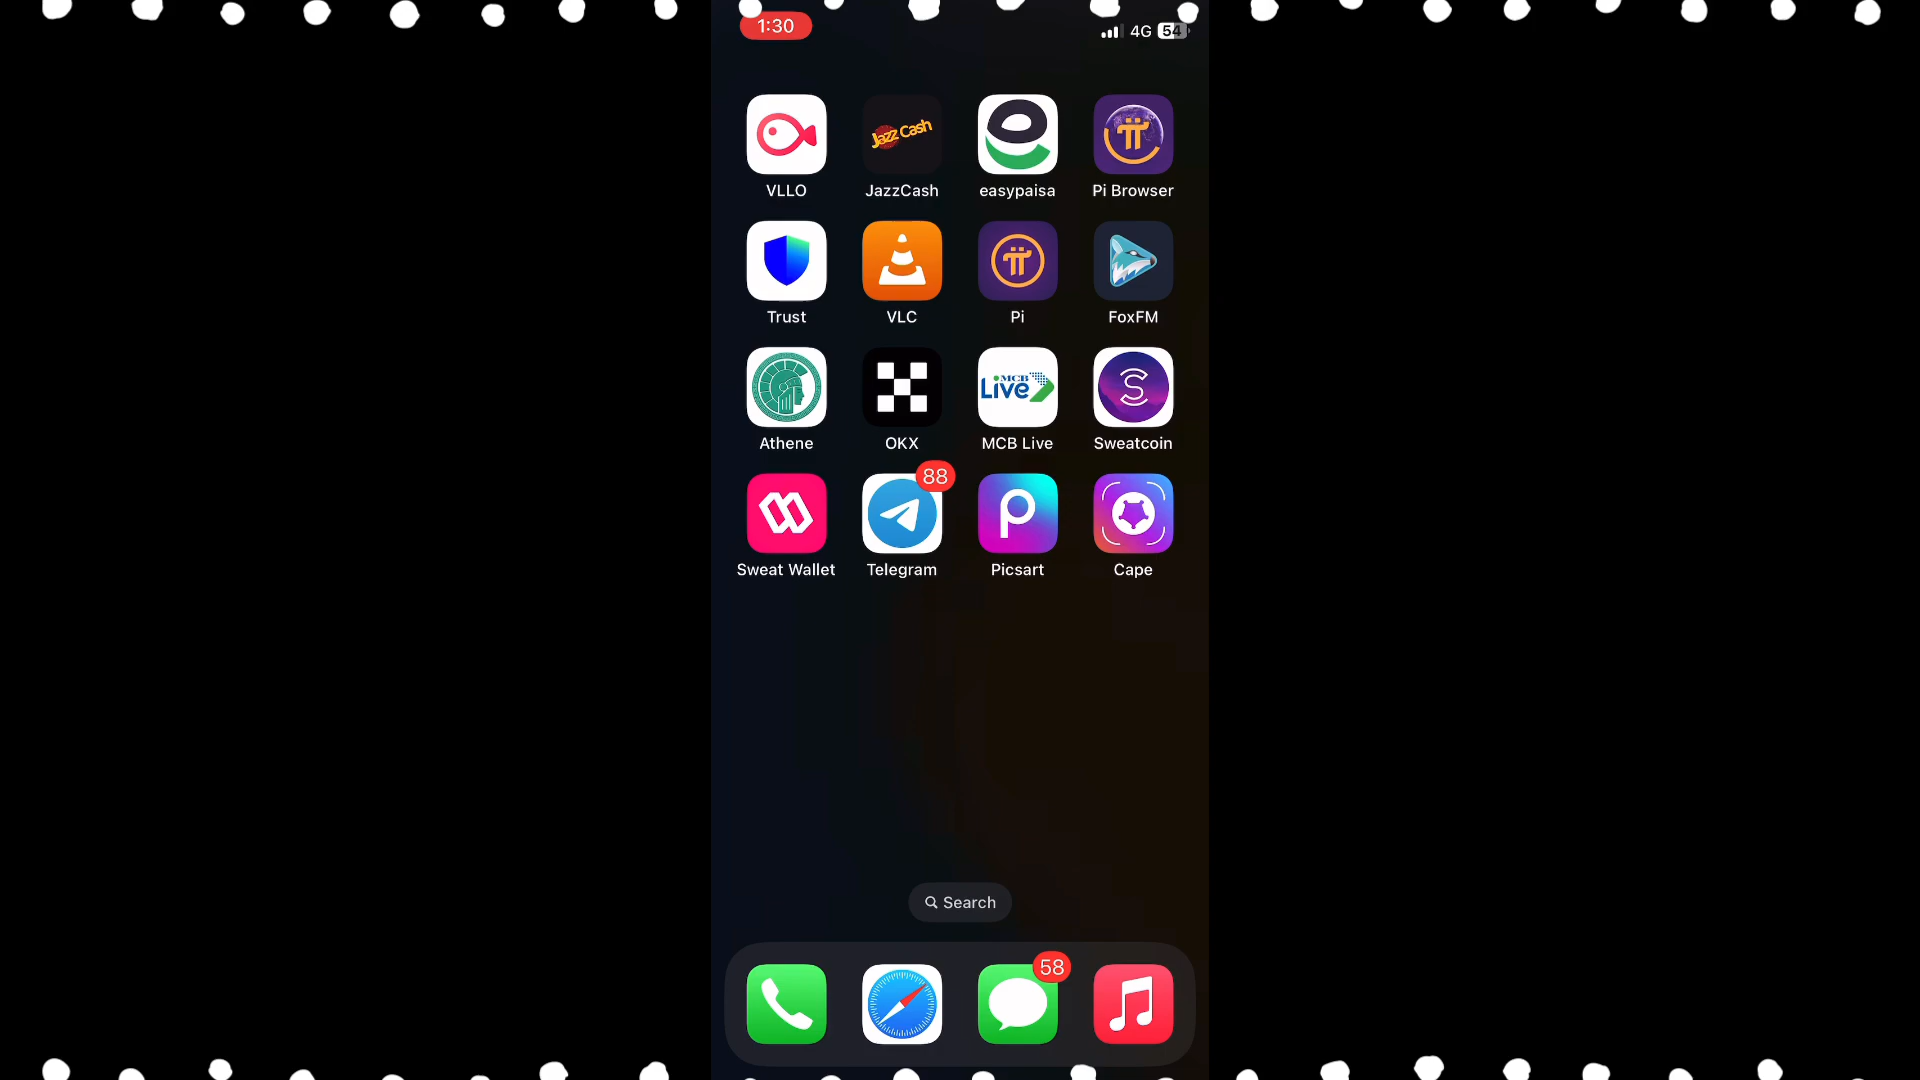 1:30 4G 54
Jazz Cash
VLLO JazzCash easypaisa Pi Browser
Trust VLC Pi FoxFM
MCB
Live
Athene OKX MCB Live Sweatcoin
88
Sweat Wallet Telegram Picsart Cape
Search
58